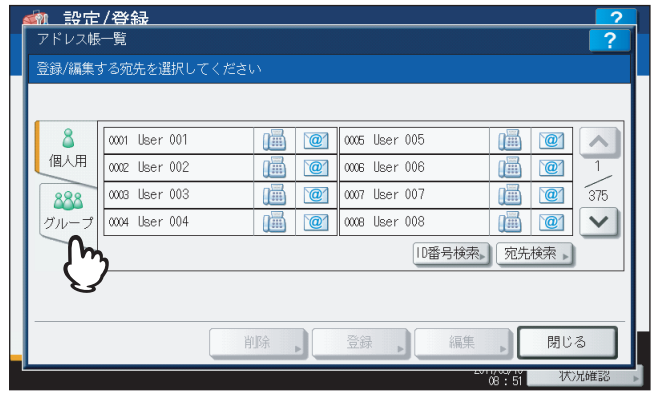 設定/登録
?
アドレス帳一覧
?
登録/編集する宛先を選択してください
個人用
グループ
0001 User 001
@
0005 User 005
@
0002 User 002
@
0006 User 006
@
0003 User 003
@
0007 User 007
@
0004 User 004
@
0008 User 008
@
1
375
ID番号検索
宛先検索
削除
登録
編集
閉じる
08:51
状況確認